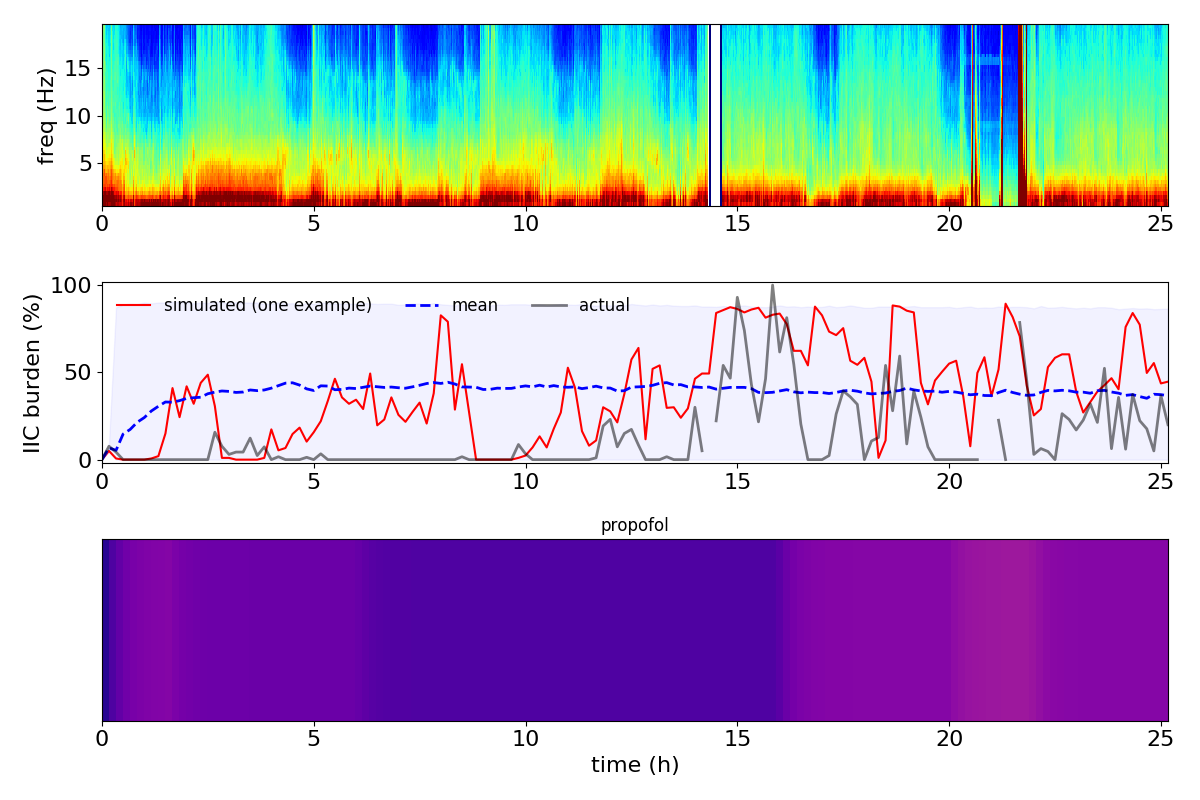 freq (Hz)
15
10
5
0 5 10 15 20 25
IIC burden (%)
100
50
0
simulated (one example) mean actual
0 5 10 15 20 25
propofol
0 5 10 15 20 25
time (h)